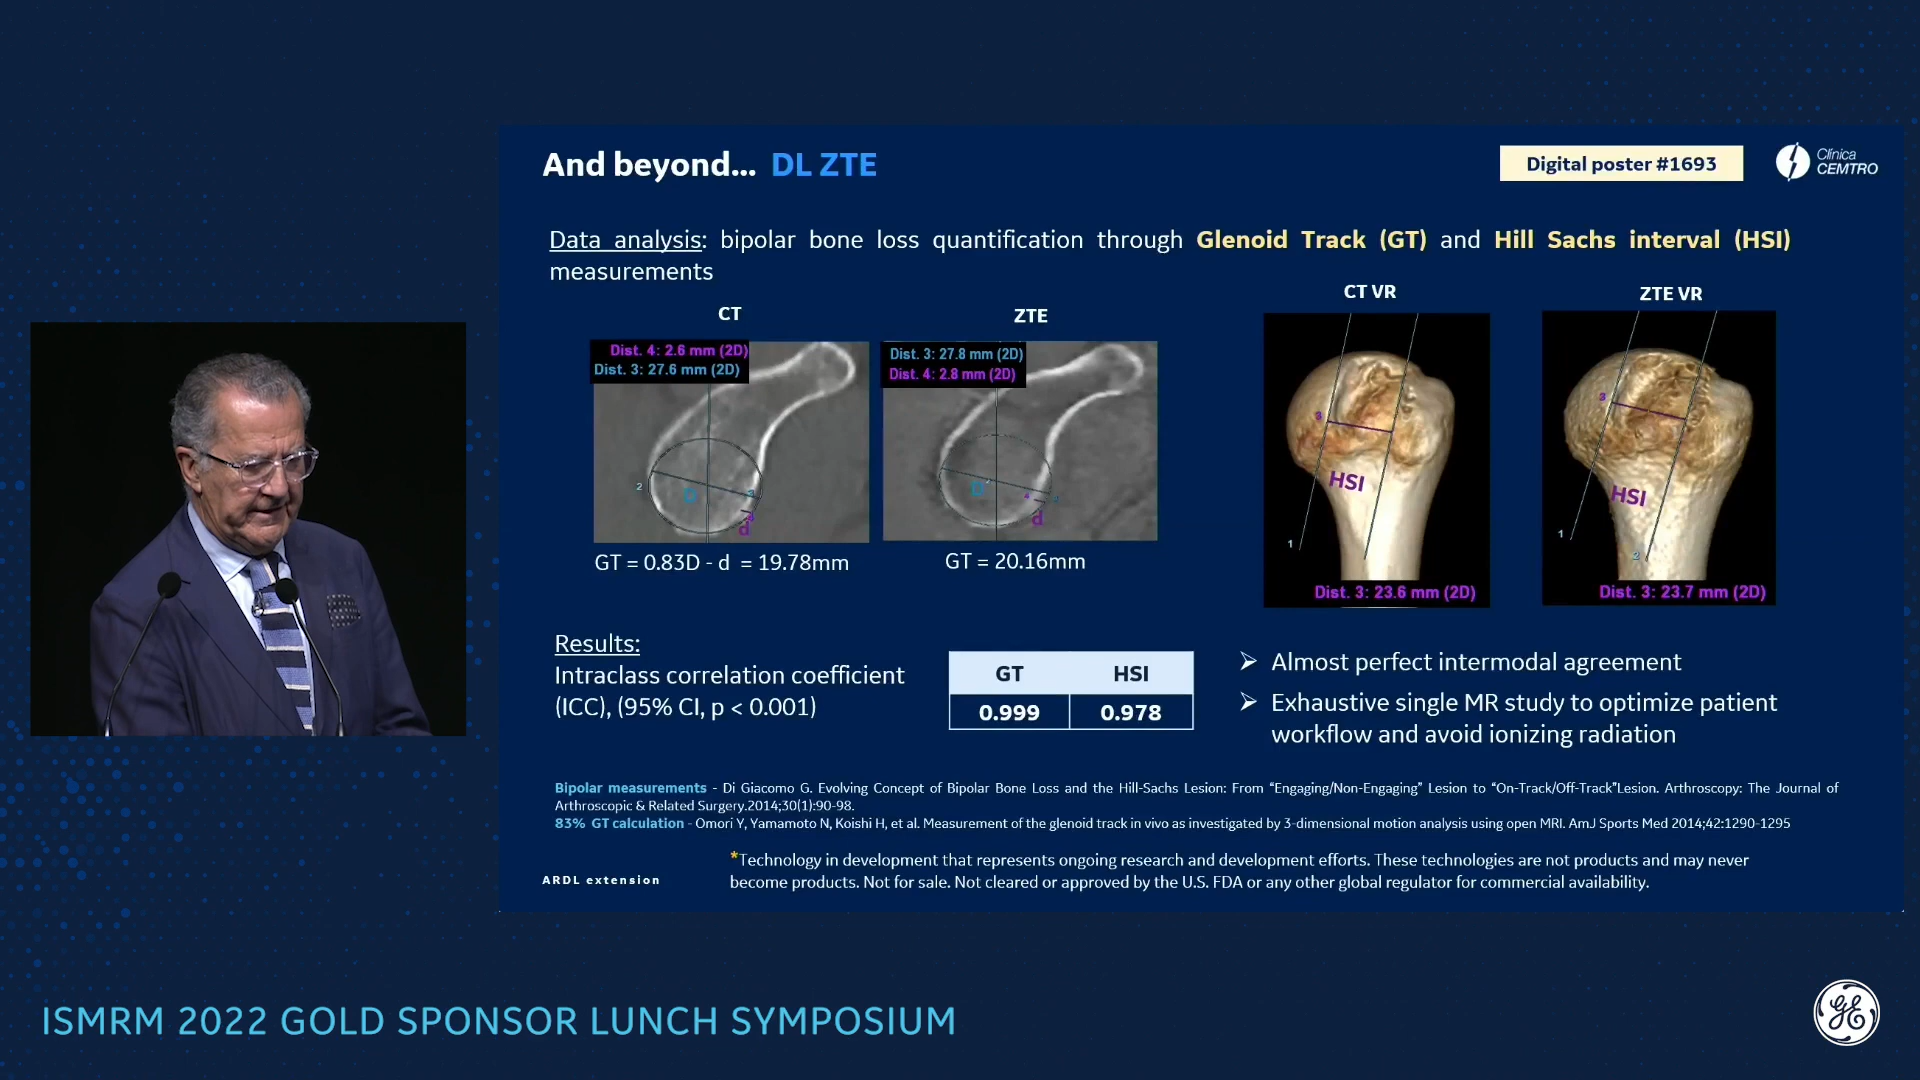 And beyond... DL ZTE
Digital poster #1693
Clínica
CEMTRO
Data analysis: bipolar bone loss quantification through Glenoid Track (GT) and Hill Sachs interval (HSI)
measurements
CT
ZTE
CT VR
ZTE VR
Dist. 4: 2.6 mm (2D)
Dist. 3: 27.6 mm (2D)
2
D
3
d
Dist. 3: 27.8 mm (2D)
Dist. 4: 2.8 mm (2D)
D
4
d
3
HSI
1
Dist. 3: 23.6 mm (2D)
3
HSI
1
2
Dist. 3: 23.7 mm (2D)
GT = 0.83D - d = 19.78mm
GT = 20.16mm
Results:
Intraclass correlation coefficient
(ICC), (95% CI, p < 0.001)
GT HSI
0.999 0.978
Almost perfect intermodal agreement
Exhaustive single MR study to optimize patient
workflow and avoid ionizing radiation
Bipolar measurements - Di Giacomo G. Evolving Concept of Bipolar Bone Loss and the Hill-Sachs Lesion: From “Engaging/Non-Engaging” Lesion to “On-Track/Off-Track”Lesion. Arthroscopy: The Journal of
Arthroscopic & Related Surgery.2014;30(1):90-98.
83% GT calculation - Omori Y, Yamamoto N, Koishi H, et al. Measurement of the glenoid track in vivo as investigated by 3-dimensional motion analysis using open MRI. AmJ Sports Med 2014;42:1290-1295
*Technology in development that represents ongoing research and development efforts. These technologies are not products and may never
become products. Not for sale. Not cleared or approved by the U.S. FDA or any other global regulator for commercial availability.
ARDL extension
ISMRM 2022 GOLD SPONSOR LUNCH SYMPOSIUM
GE